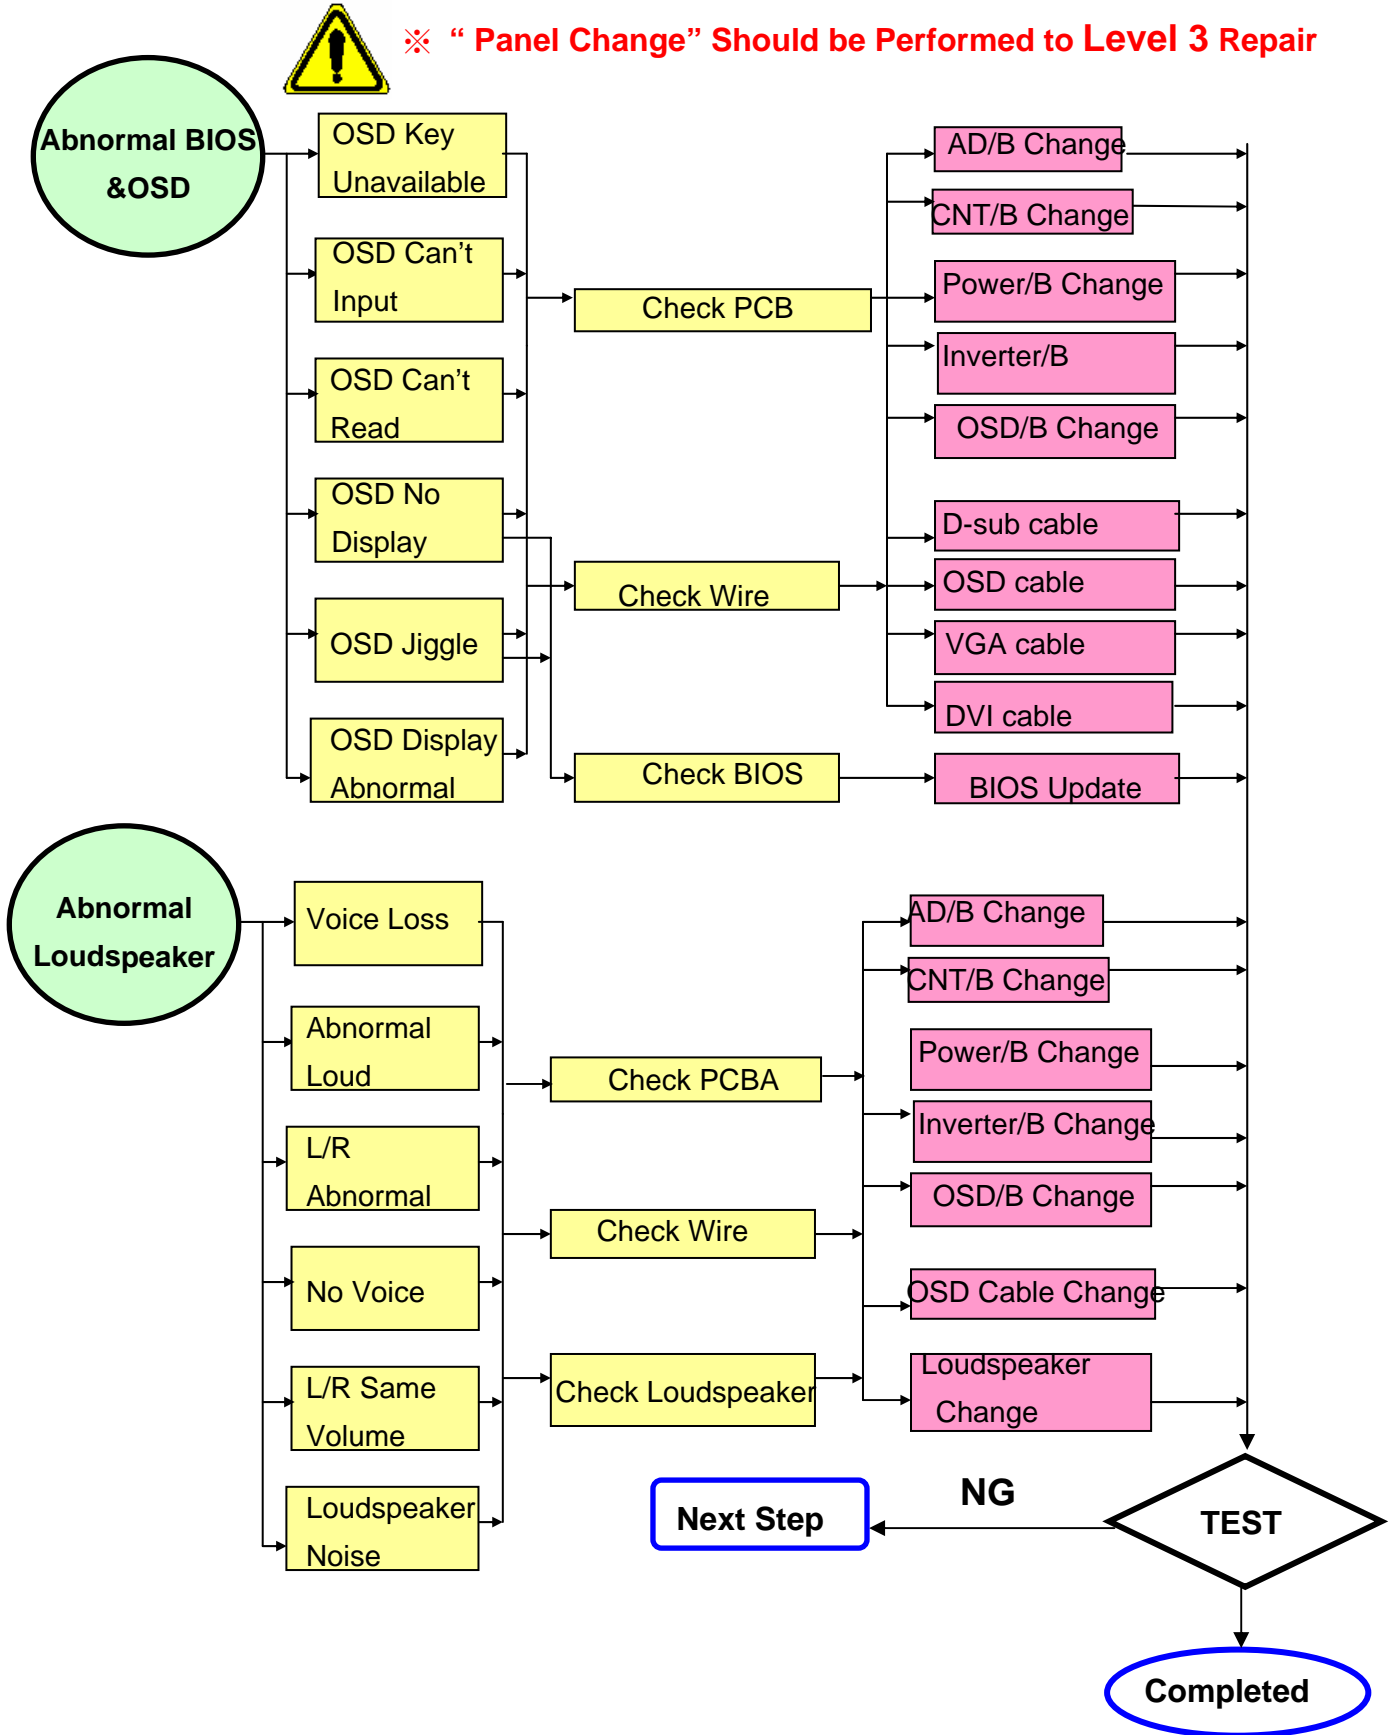 ※ “ Panel Change” Should be Performed to Level 3 Repair
Abnormal BIOS
&OSD
OSD Key
Unavailable
OSD Can’t
Input
OSD Can’t
Read
OSD No
Display
OSD Jiggle
OSD Display
Abnormal
Check PCB
Check Wire
Check BIOS
AD/B Change
CNT/B Change
Power/B Change
Inverter/B
OSD/B Change
D-sub cable
OSD cable
VGA cable
DVI cable
BIOS Update
Abnormal
Loudspeaker
Voice Loss
Abnormal
Loud
L/R
Abnormal
No Voice
L/R Same
Volume
Loudspeaker
Noise
Check PCBA
Check Wire
Check Loudspeaker
AD/B Change
CNT/B Change
Power/B Change
Inverter/B Change
OSD/B Change
OSD Cable Change
Loudspeaker
Change
Next Step
NG
TEST
Completed